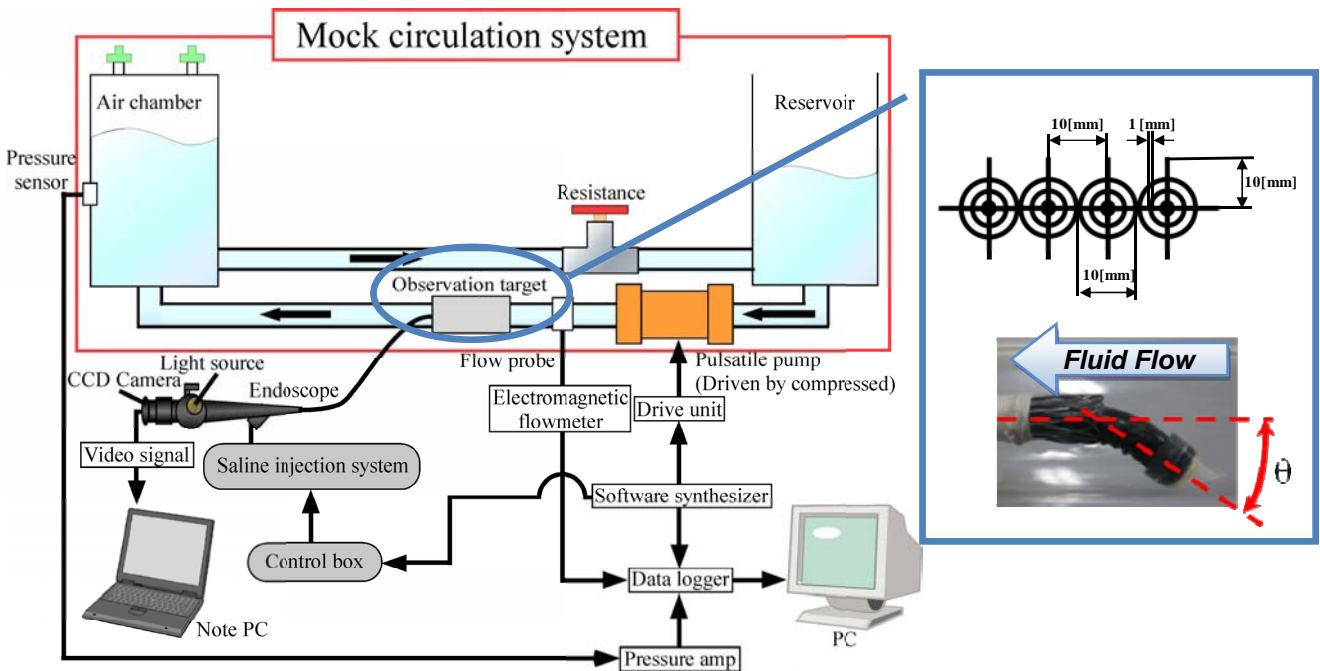 Mock circulation system
Air chamber
Reservoir
Pressure
sensor
Resistance
Observation target
Flow probe
Pulsatile pump
(Driven by compressed)
Light source
CCD Camera
Endoscope
Electromagnetic
flowmeter
Drive unit
Video signal
Saline injection system
Software synthesizer
Control box
Data logger
Note PC
PC
Pressure amp
10[mm]
1 [mm]
10[mm]
10[mm]
Fluid Flow
θ